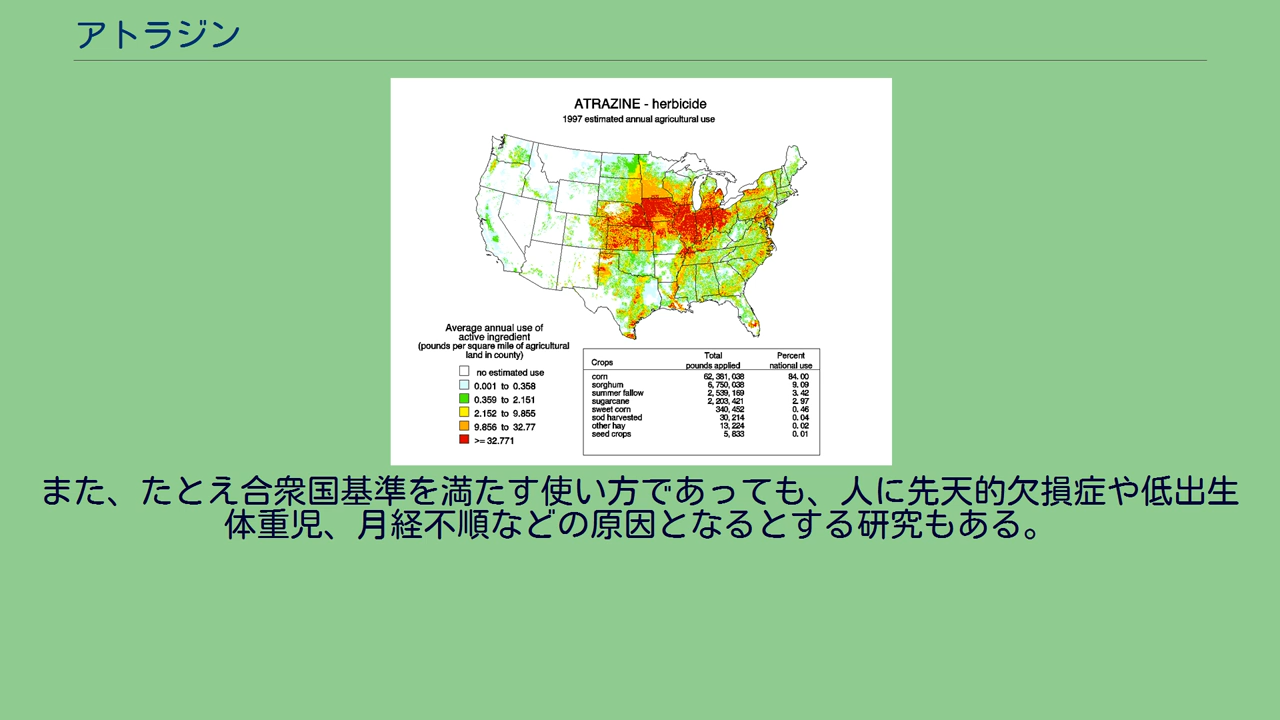 アトラジン
ATRAZINE - herbicide
1997 estimated annual agricultural use
Average annual use of
active ingredient
(pounds per square mile of agricultural
land in county)
no estimated use
0.001 to 0.358
0.359 to 2.151
2.152 to 9.855
9.856 to 32.77
>= 32.771
Crops Total pounds applied Percent national use
corn 62, 381, 038 84. 00
sorghum 6, 750, 038 9. 09
summer fallow 2, 539, 169 3. 42
sugarcane 2, 203, 421 2. 97
sweet corn 340, 452 0. 46
sod harvested 30, 214 0. 04
other hay 13, 224 0. 02
seed crops 5, 833 0. 01
また、たとえ合衆国基準を満たす使い方であっても、人に先天的欠損症や低出生
体重児、月経不順などの原因となるとする研究もある。